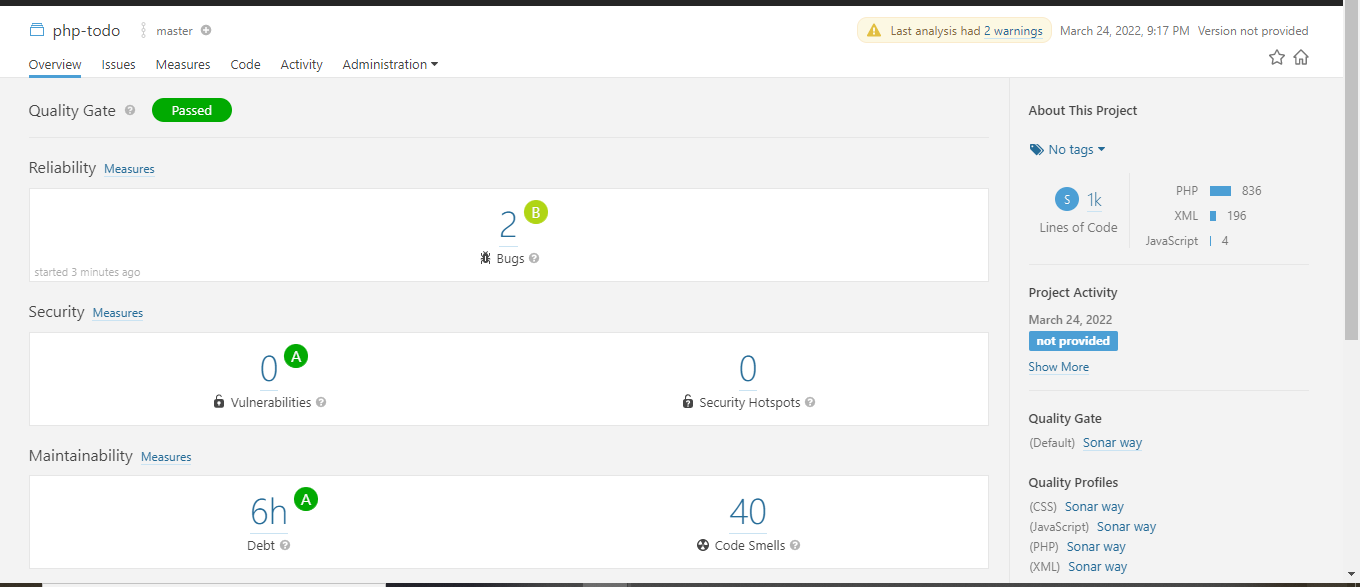 php-todo master
Last analysis had 2 warnings March 24, 2022, 9:17 PM Version not provided
Overview Issues Measures Code Activity Administration
Quality Gate ? Passed
Reliability Measures
2 B
Bugs ?
started 3 minutes ago
Security Measures
0 A
Vulnerabilities ?
0
Security Hotspots ?
Maintainability Measures
6h A
Debt ?
40
Code Smells ?
About This Project
No tags
S 1k
Lines of Code
PHP 836
XML 196
JavaScript 4
Project Activity
March 24, 2022
not provided
Show More
Quality Gate
(Default) Sonar way
Quality Profiles
(CSS) Sonar way
(JavaScript) Sonar way
(PHP) Sonar way
(XML) Sonar way